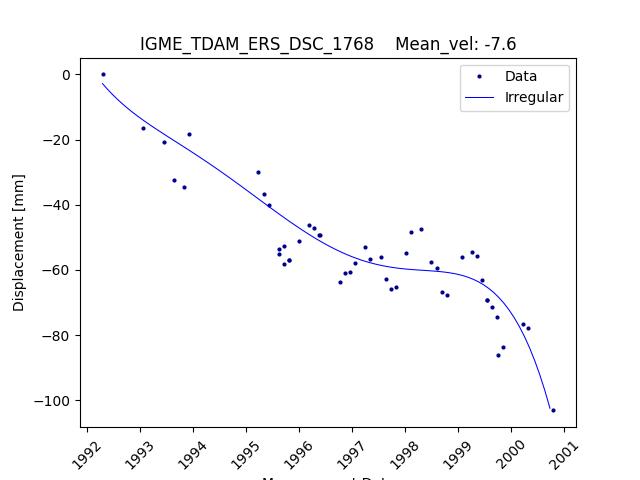 IGME_TDAM_ERS_DSC_1768    Mean_vel: -7.6
Data
Irregular
Displacement [mm]
0
−20
−40
−60
−80
−100
1992 1993 1994 1995 1996 1997 1998 1999 2000 2001